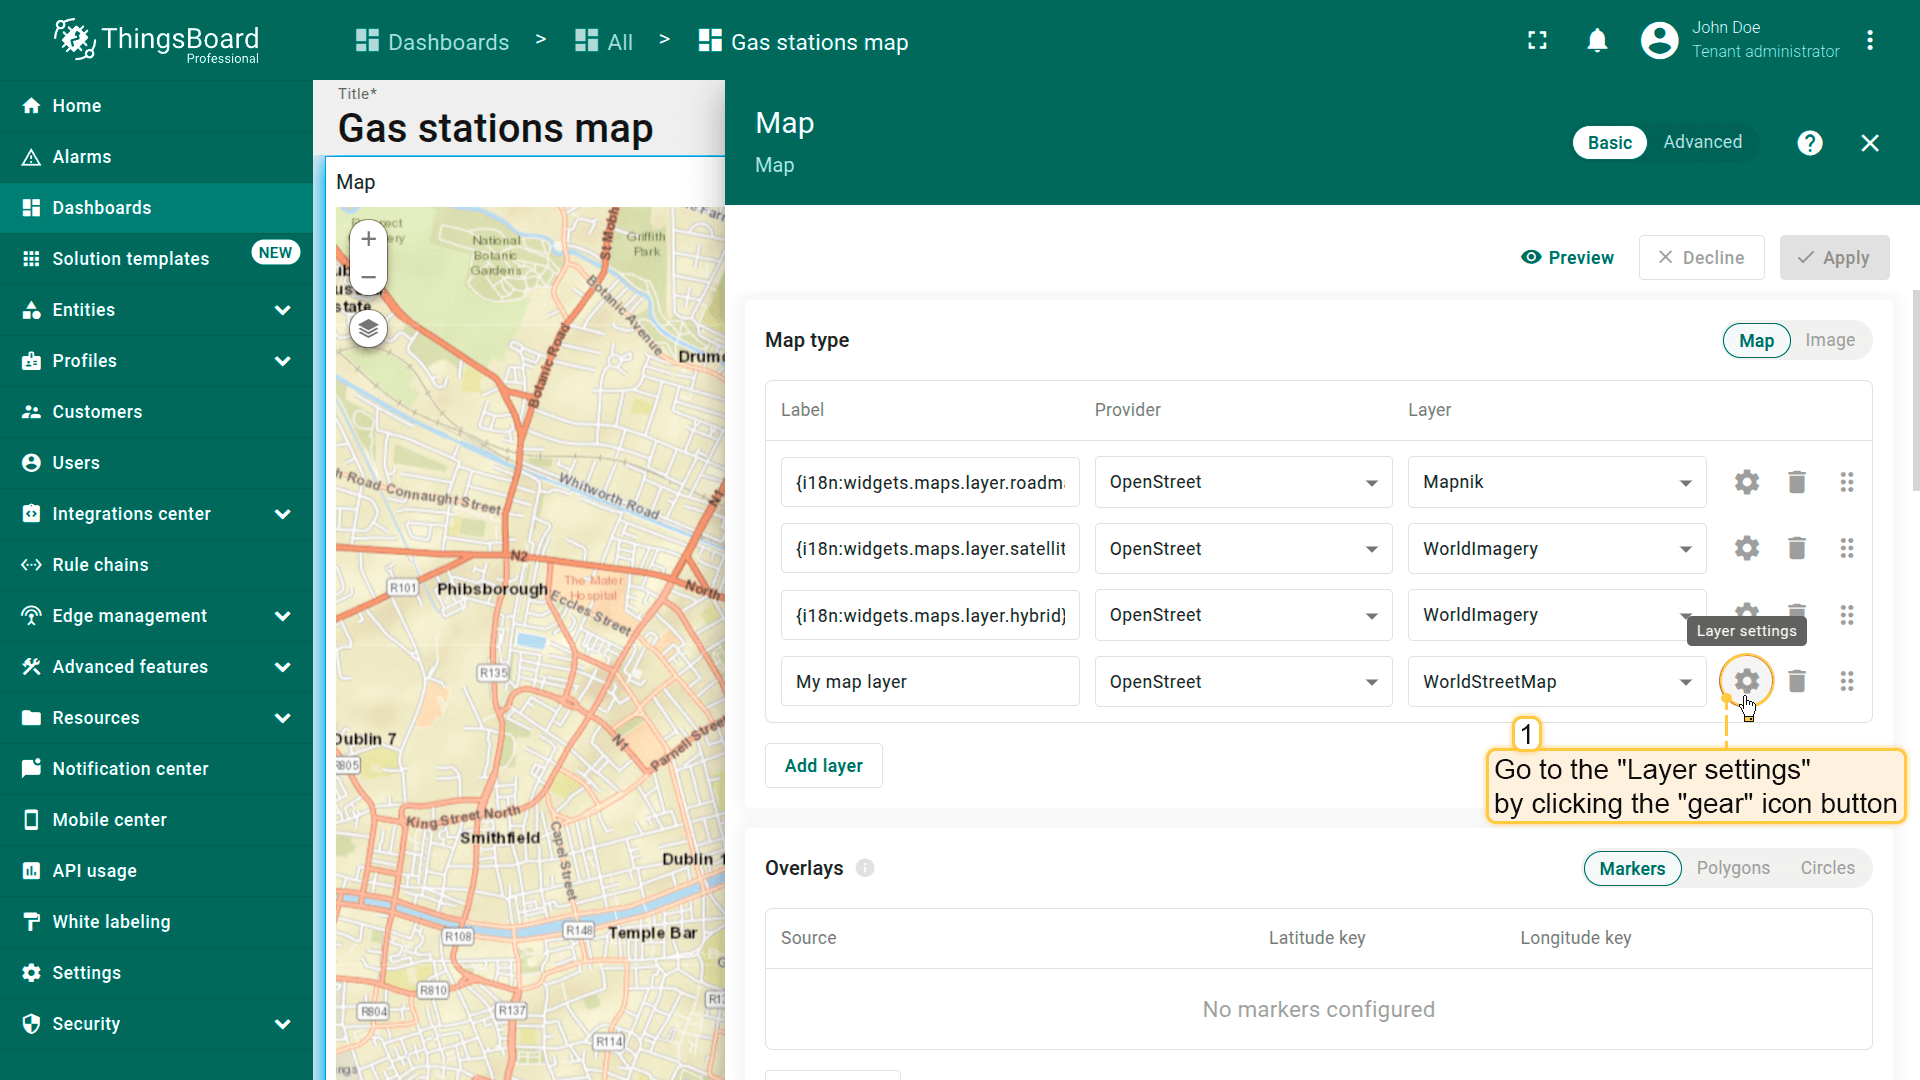 ThingsBoard
Professional
Dashboards > All > Gas stations map
John Doe
Tenant administrator
Home
Alarms
Dashboards
Solution templates NEW
Entities
Profiles
Customers
Users
Integrations center
Rule chains
Edge management
Advanced features
Resources
Notification center
Mobile center
API usage
White labeling
Settings
Security
Title*
Gas stations map
Map
+
−
National
Botanic
Gardens
Griffith
Park
St Mobh
Botanic Avenue
Botanic Road
Drumc
h Road
Connaught Street
Whitworth Road
N1
N2
R101
Phibsborough
The Mater
Hospital
North
Eccles Street
R135
Dublin 7
R805
N1
Parnell Street
King Street North
Smithfield
Capel Street
Dublin 1
R148
R108
Temple Bar
R810
R804
R137
R114
ngs
Map
Map
Basic Advanced
?
Preview Decline Apply
Map type
Map Image
Label Provider Layer
{i18n:widgets.maps.layer.roadma OpenStreet Mapnik
{i18n:widgets.maps.layer.satellit OpenStreet WorldImagery
{i18n:widgets.maps.layer.hybrid} OpenStreet WorldImagery
Layer settings
My map layer OpenStreet WorldStreetMap
Add layer
1
Go to the "Layer settings"
by clicking the "gear" icon button
Overlays
Markers Polygons Circles
Source Latitude key Longitude key
No markers configured